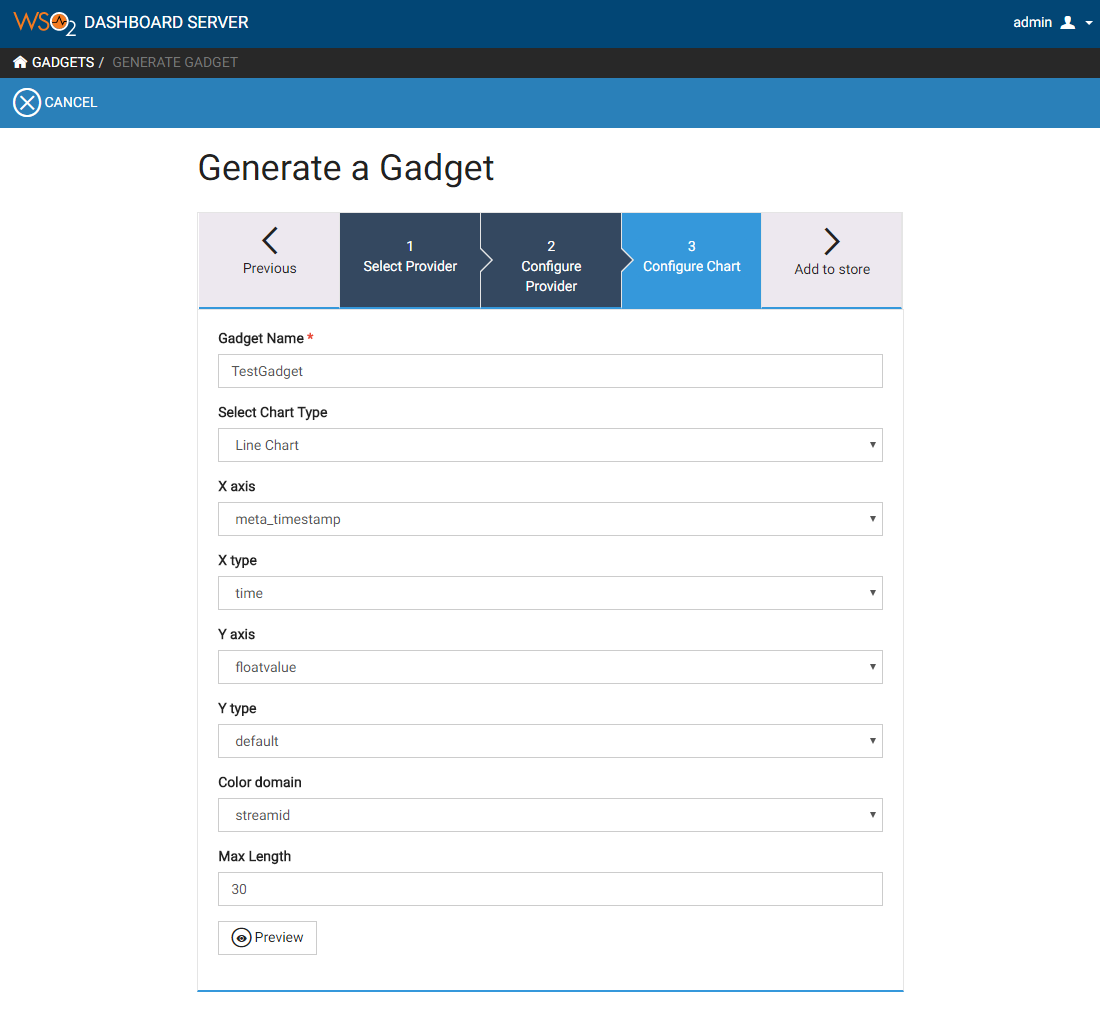 WSO2 DASHBOARD SERVER admin
GADGETS / GENERATE GADGET
CANCEL
Generate a Gadget
Previous
1
Select Provider
2
Configure
Provider
3
Configure Chart
Add to store
Gadget Name *
TestGadget
Select Chart Type
Line Chart
X axis
meta_timestamp
X type
time
Y axis
floatvalue
Y type
default
Color domain
streamid
Max Length
30
Preview